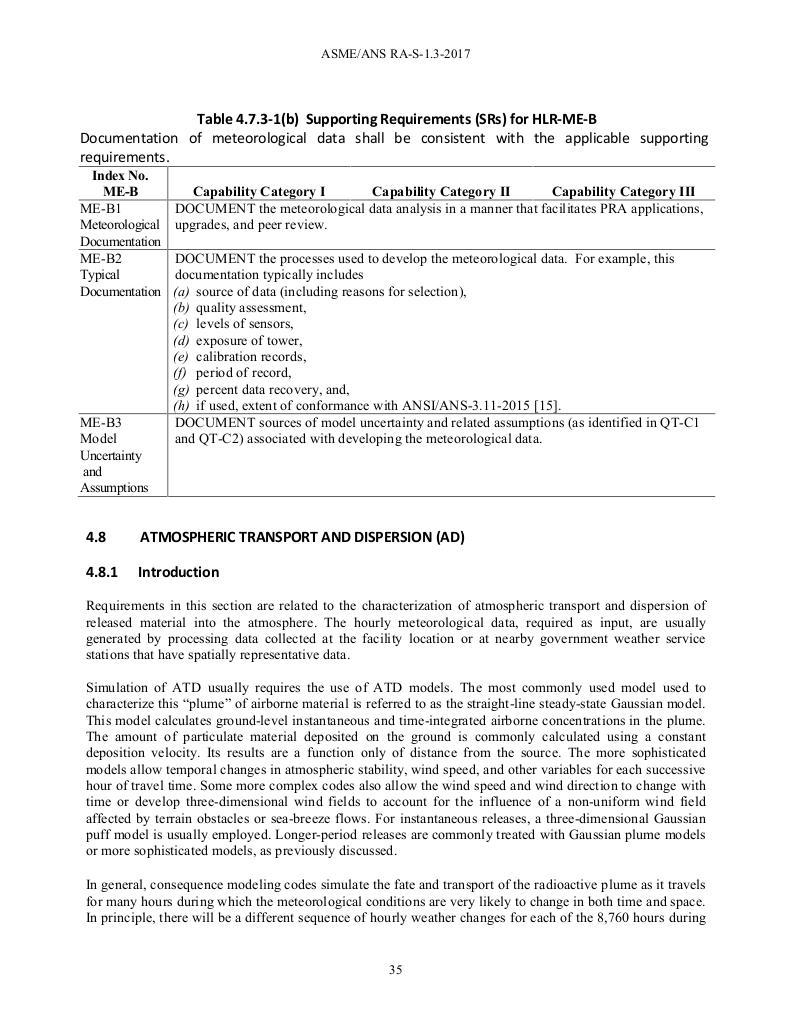 ASME/ANS RA-S-1.3-2017
Table 4.7.3-1(b) Supporting Requirements (SRs) for HLR-ME-B
Documentation of meteorological data shall be consistent with the applicable supporting
requirements.
Index No.
ME-B Capability Category I Capability Category II Capability Category III
ME-B1 DOCUMENT the meteorological data analysis in a manner that facilitates PRA applications,
Meteorological upgrades, and peer review.
Documentation
ME-B2 DOCUMENT the processes used to develop the meteorological data. For example, this
Typical documentation typically includes
Documentation (a) source of data (including reasons for selection),
(b) quality assessment,
(c) levels of sensors,
(d) exposure of tower,
(e) calibration records,
(f) period of record,
(g) percent data recovery, and,
(h) if used, extent of conformance with ANSI/ANS-3.11-2015 [15].
ME-B3 DOCUMENT sources of model uncertainty and related assumptions (as identified in QT-C1
Model and QT-C2) associated with developing the meteorological data.
Uncertainty
and
Assumptions
4.8 ATMOSPHERIC TRANSPORT AND DISPERSION (AD)
4.8.1 Introduction
Requirements in this section are related to the characterization of atmospheric transport and dispersion of
released material into the atmosphere. The hourly meteorological data, required as input, are usually
generated by processing data collected at the facility location or at nearby government weather service
stations that have spatially representative data.
Simulation of ATD usually requires the use of ATD models. The most commonly used model used to
characterize this “plume” of airborne material is referred to as the straight-line steady-state Gaussian model.
This model calculates ground-level instantaneous and time-integrated airborne concentrations in the plume.
The amount of particulate material deposited on the ground is commonly calculated using a constant
deposition velocity. Its results are a function only of distance from the source. The more sophisticated
models allow temporal changes in atmospheric stability, wind speed, and other variables for each successive
hour of travel time. Some more complex codes also allow the wind speed and wind direction to change with
time or develop three-dimensional wind fields to account for the influence of a non-uniform wind field
affected by terrain obstacles or sea-breeze flows. For instantaneous releases, a three-dimensional Gaussian
puff model is usually employed. Longer-period releases are commonly treated with Gaussian plume models
or more sophisticated models, as previously discussed.
In general, consequence modeling codes simulate the fate and transport of the radioactive plume as it travels
for many hours during which the meteorological conditions are very likely to change in both time and space.
In principle, there will be a different sequence of hourly weather changes for each of the 8,760 hours during
35